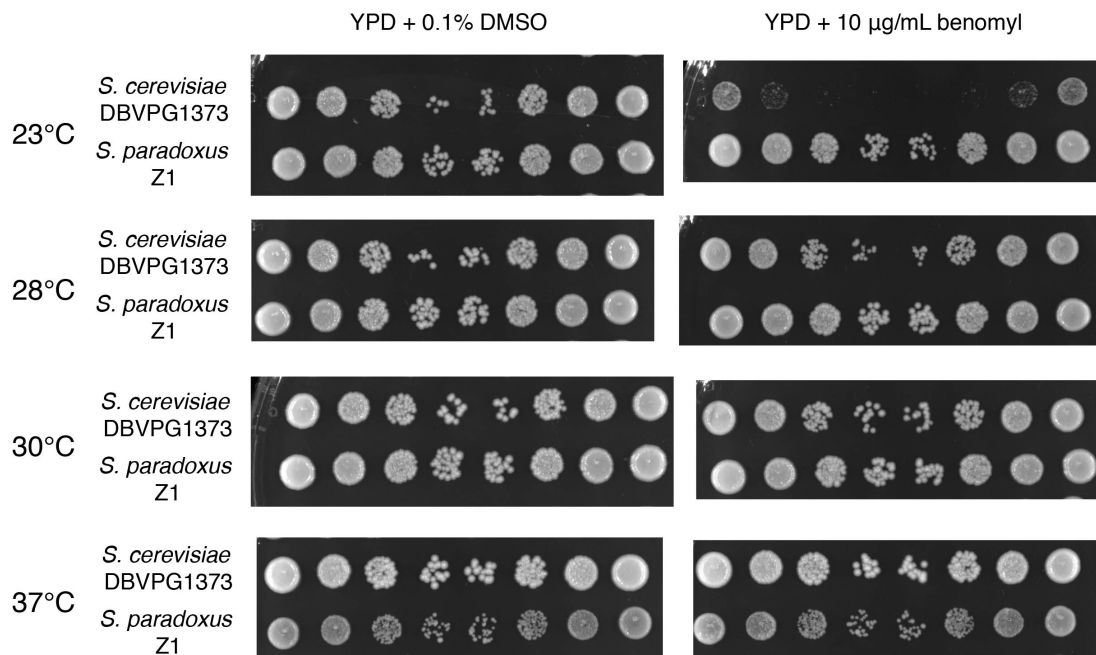 YPD + 0.1% DMSO
YPD + 10 µg/mL benomyl
23°C
S. cerevisiae
DBVPG1373
S. paradoxus
Z1
28°C
S. cerevisiae
DBVPG1373
S. paradoxus
Z1
30°C
S. cerevisiae
DBVPG1373
S. paradoxus
Z1
37°C
S. cerevisiae
DBVPG1373
S. paradoxus
Z1